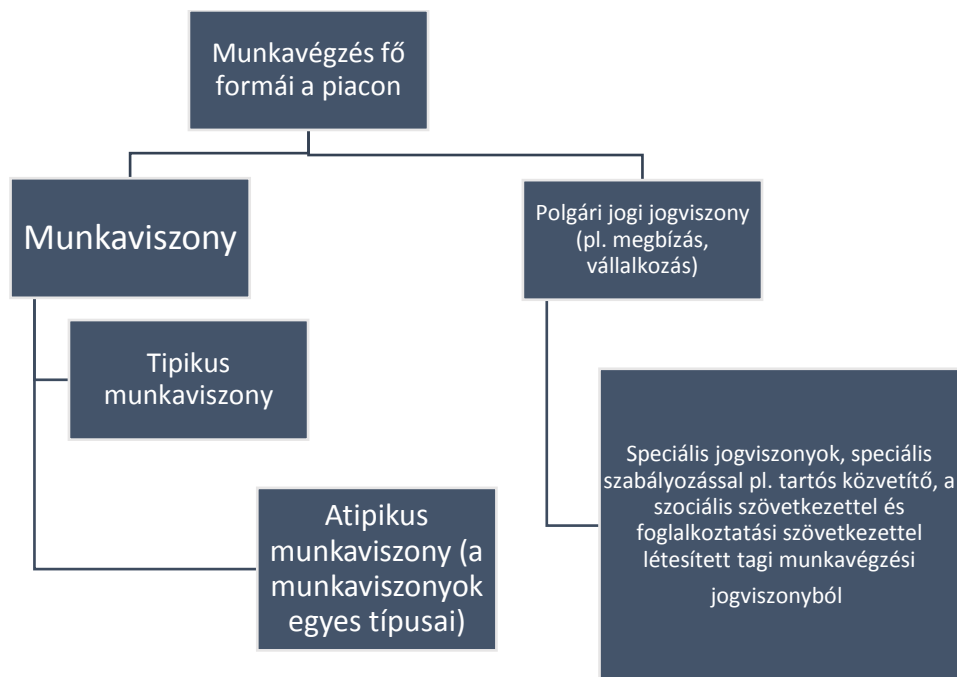 Munkavégzés fő
formái a piacon
Munkaviszony
Polgári jogi jogviszony
(pl. megbízás,
vállalkozás)
Tipikus
munkaviszony
Atipikus
munkaviszony (a
munkaviszonyok
egyes típusai)
Speciális jogviszonyok, speciális
szabályozással pl. tartós közvetítő, a
szociális szövetkezettel és
foglalkoztatási szövetkezettel
létesített tagi munkavégzési
jogviszonyból